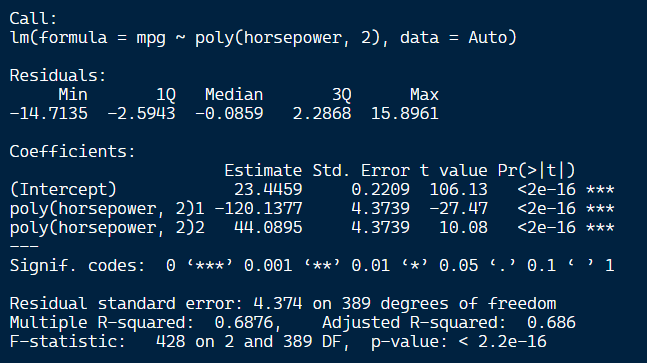 Call:
lm(formula = mpg ~ poly(horsepower, 2), data = Auto)
Residuals:
     Min       1Q   Median       3Q      Max
-14.7135  -2.5943  -0.0859   2.2868  15.8961
Coefficients:
                      Estimate Std. Error t value Pr(>|t|)
(Intercept)            23.4459     0.2209  106.13   <2e-16 ***
poly(horsepower, 2)1 -120.1377     4.3739  -27.47   <2e-16 ***
poly(horsepower, 2)2   44.0895     4.3739   10.08   <2e-16 ***
---
Signif. codes:  0 ‘***’ 0.001 ‘**’ 0.01 ‘*’ 0.05 ‘.’ 0.1 ‘ ’ 1
Residual standard error: 4.374 on 389 degrees of freedom
Multiple R-squared:  0.6876,    Adjusted R-squared:  0.686
F-statistic:   428 on 2 and 389 DF,  p-value: < 2.2e-16